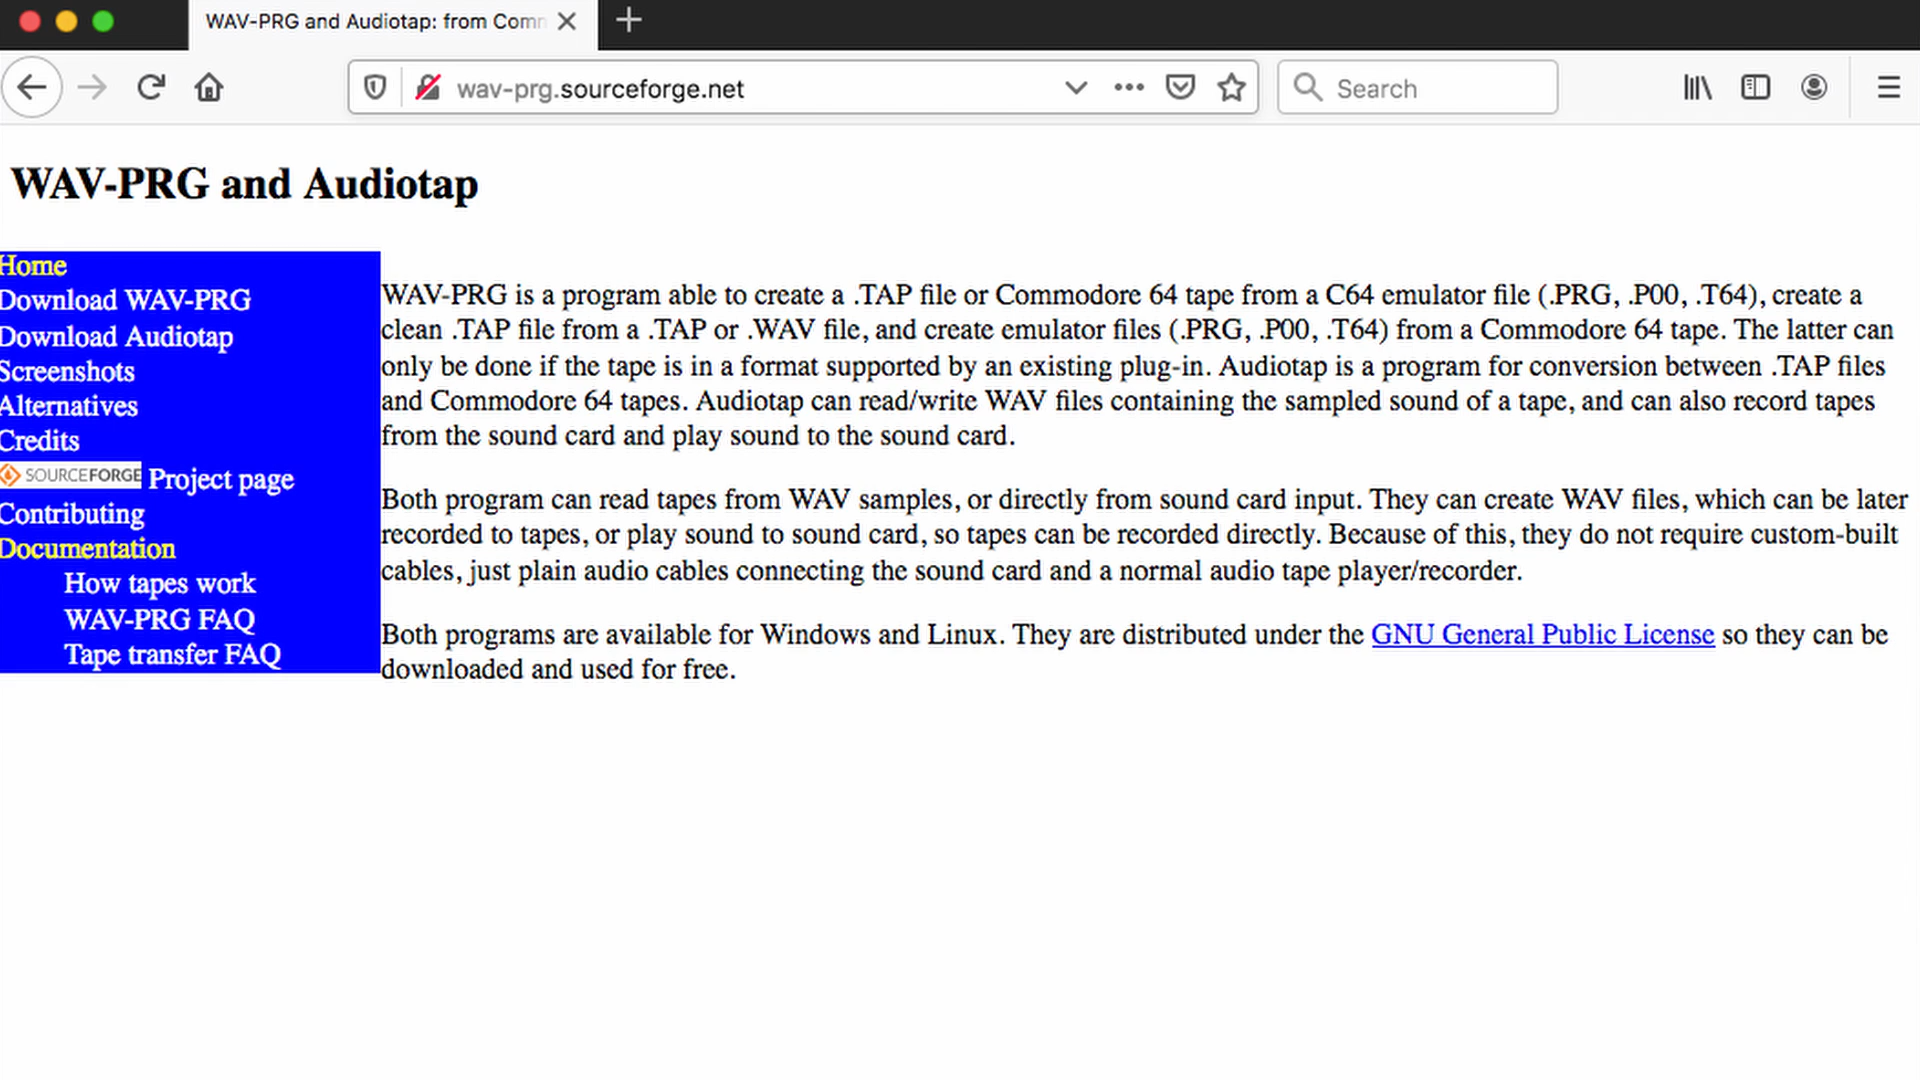 WAV-PRG and Audiotap: from Com
wav-prg.sourceforge.net
Search
WAV-PRG and Audiotap
Home
Download WAV-PRG
Download Audiotap
Screenshots
Alternatives
Credits
SOURCEFORGE Project page
Contributing
Documentation
How tapes work
WAV-PRG FAQ
Tape transfer FAQ
WAV-PRG is a program able to create a .TAP file or Commodore 64 tape from a C64 emulator file (.PRG, .P00, .T64), create a
clean .TAP file from a .TAP or .WAV file, and create emulator files (.PRG, .P00, .T64) from a Commodore 64 tape. The latter can
only be done if the tape is in a format supported by an existing plug-in. Audiotap is a program for conversion between .TAP files
and Commodore 64 tapes. Audiotap can read/write WAV files containing the sampled sound of a tape, and can also record tapes
from the sound card and play sound to the sound card.
Both program can read tapes from WAV samples, or directly from sound card input. They can create WAV files, which can be later
recorded to tapes, or play sound to sound card, so tapes can be recorded directly. Because of this, they do not require custom-built
cables, just plain audio cables connecting the sound card and a normal audio tape player/recorder.
Both programs are available for Windows and Linux. They are distributed under the GNU General Public License so they can be
downloaded and used for free.